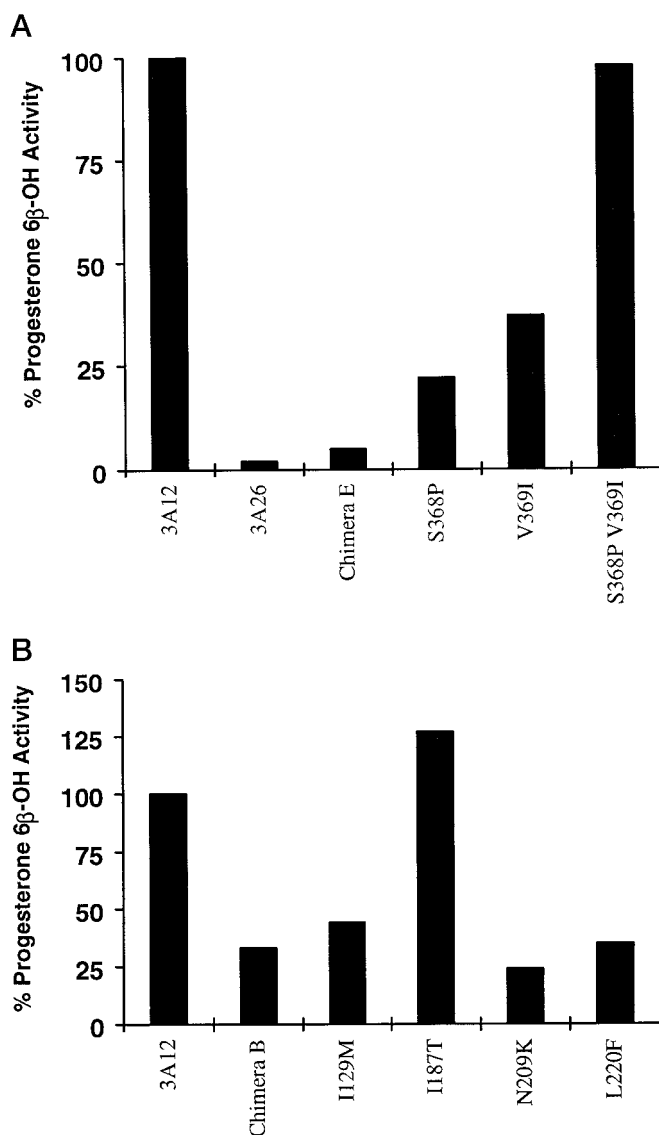 A
% Progesterone 6β-OH Activity
100
75
50
25
0
3A12
3A26
Chimera E
S368P
V369I
S368P V369I
B
% Progesterone 6β-OH Activity
150
125
100
75
50
25
0
3A12
Chimera B
I129M
I187T
N209K
L220F